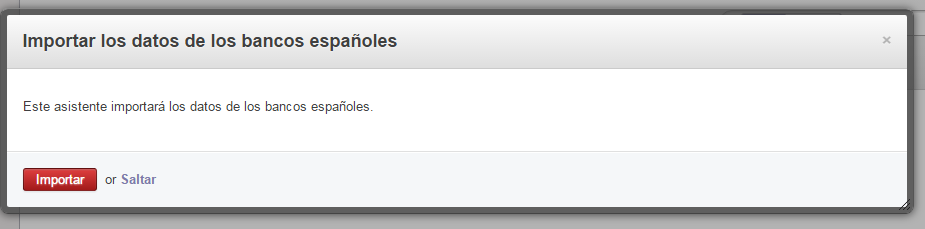 Importar los datos de los bancos españoles
×
Este asistente importará los datos de los bancos españoles.
Importar or Saltar